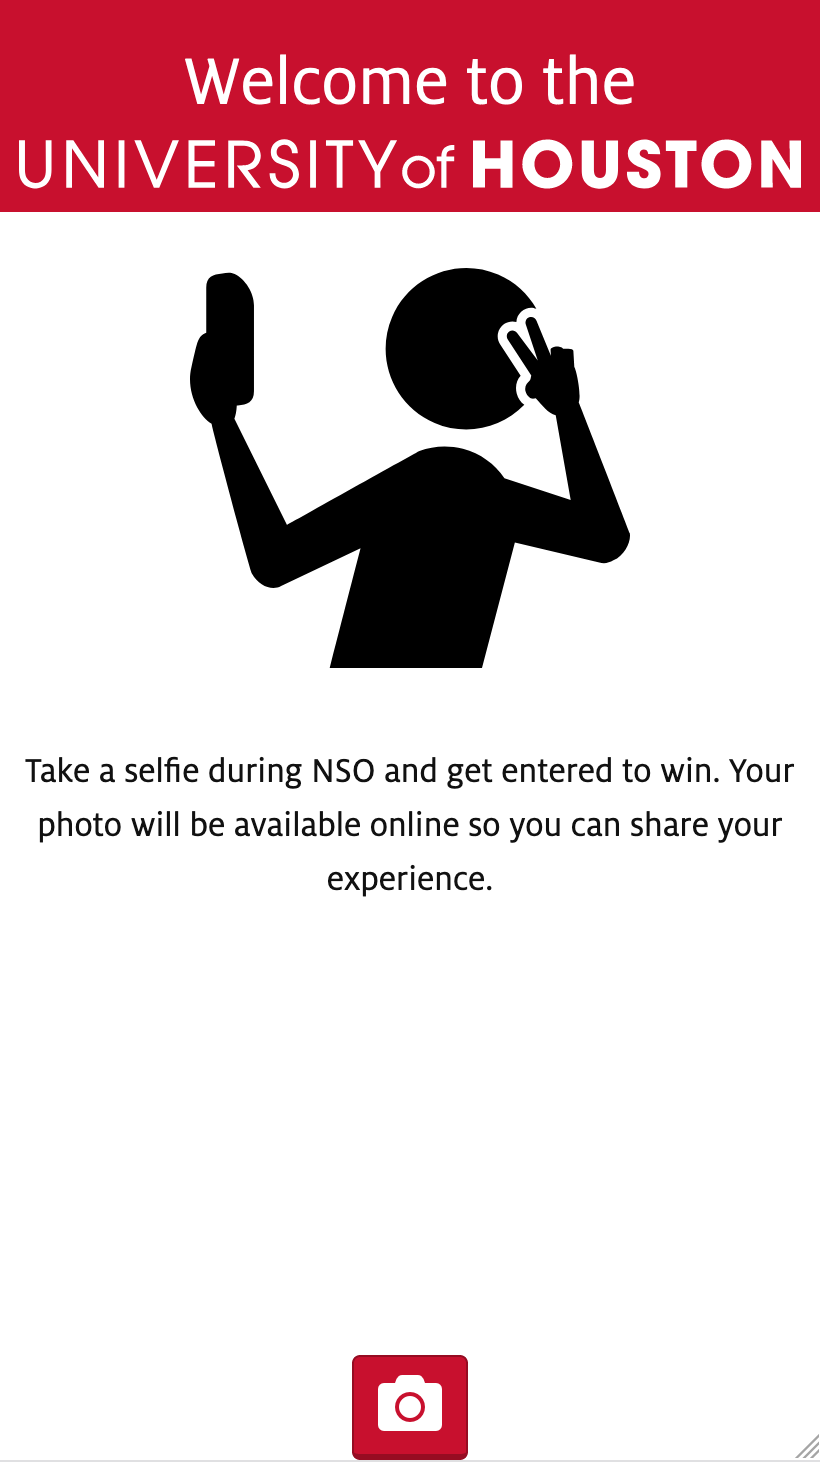 Welcome to the
UNIVERSITY of HOUSTON
Take a selfie during NSO and get entered to win. Your
photo will be available online so you can share your
experience.